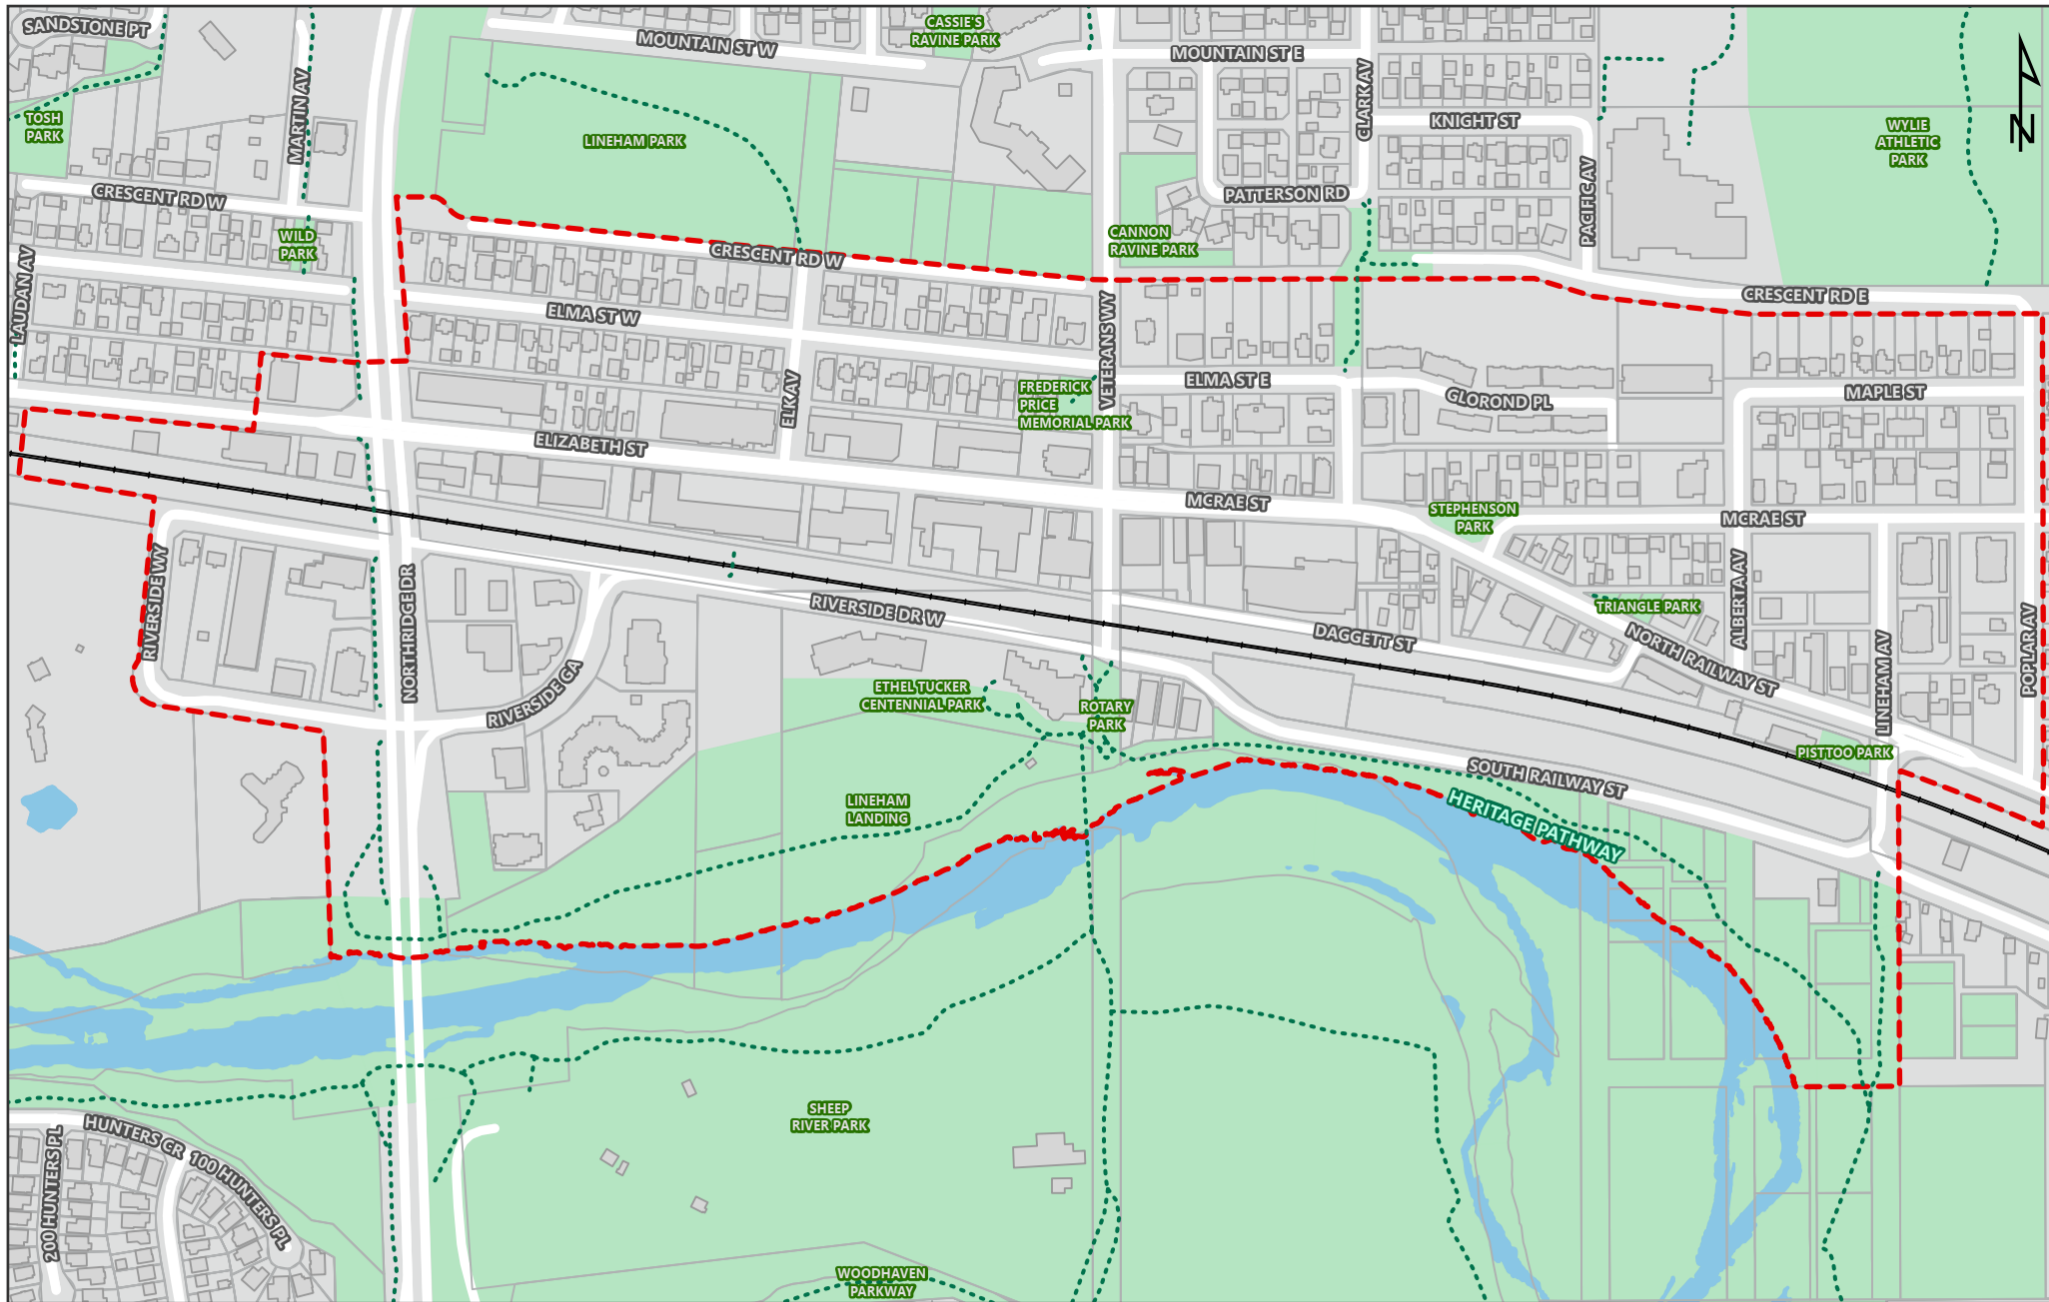 SANDSTONE PT
MOUNTAIN ST W
CASSIE'S
RAVINE PARK
MOUNTAIN ST E
CLARK AV
KNIGHT ST
WYLIE
ATHLETIC
PARK
N
TOSH
PARK
MARTIN AV
LINEHAM PARK
PACIFIC AV
CRESCENT RD W
PATTERSON RD
WILD
PARK
CANNON
RAVINE PARK
CRESCENT RD W
LAUDAN AV
CRESCENT RD E
ELMA ST W
VETERANS WY
ELMA ST E
FREDERICK
PRICE
MEMORIAL PARK
ELK AV
GLOROND PL
MAPLE ST
ELIZABETH ST
MCRAE ST
STEPHENSON
PARK
MCRAE ST
RIVERSIDE WY
NORTHRIDGE DR
RIVERSIDE DR W
DAGGETT ST
TRIANGLE PARK
ALBERTA AV
NORTH RAILWAY ST
LINEHAM AV
POPLAR AV
RIVERSIDE GA
ETHEL TUCKER
CENTENNIAL PARK
ROTARY
PARK
PISTTOO PARK
SOUTH RAILWAY ST
LINEHAM
LANDING
HERITAGE PATHWAY
SHEEP
RIVER PARK
HUNTERS CR
100 HUNTERS PL
200 HUNTERS PL
WOODHAVEN
PARKWAY